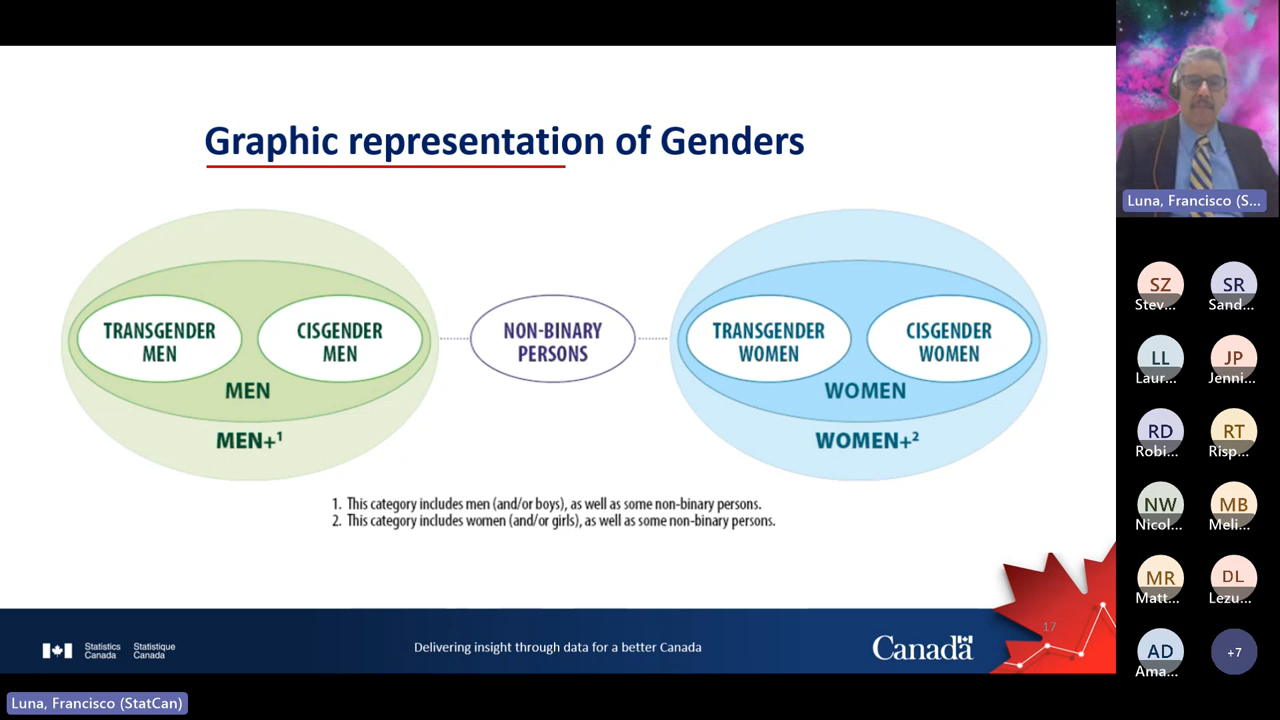 Graphic representation of Genders
TRANSGENDER
MEN
CISGENDER
MEN
MEN
MEN+¹
NON-BINARY
PERSONS
TRANSGENDER
WOMEN
CISGENDER
WOMEN
WOMEN
WOMEN+²
1. This category includes men (and/or boys), as well as some non-binary persons.
2. This category includes women (and/or girls), as well as some non-binary persons.
17
Statistics
Canada
Statistique
Canada
Delivering insight through data for a better Canada
Canada
Luna, Francisco (StatCan)
Luna, Francisco (S...
SZ
Stev...
SR
Sand...
LL
Laur...
JP
Jenni...
RD
Robi...
RT
Risp...
NW
Nicol...
MB
Meli...
MR
Matt...
DL
Lezu...
AD
Ama...
+7